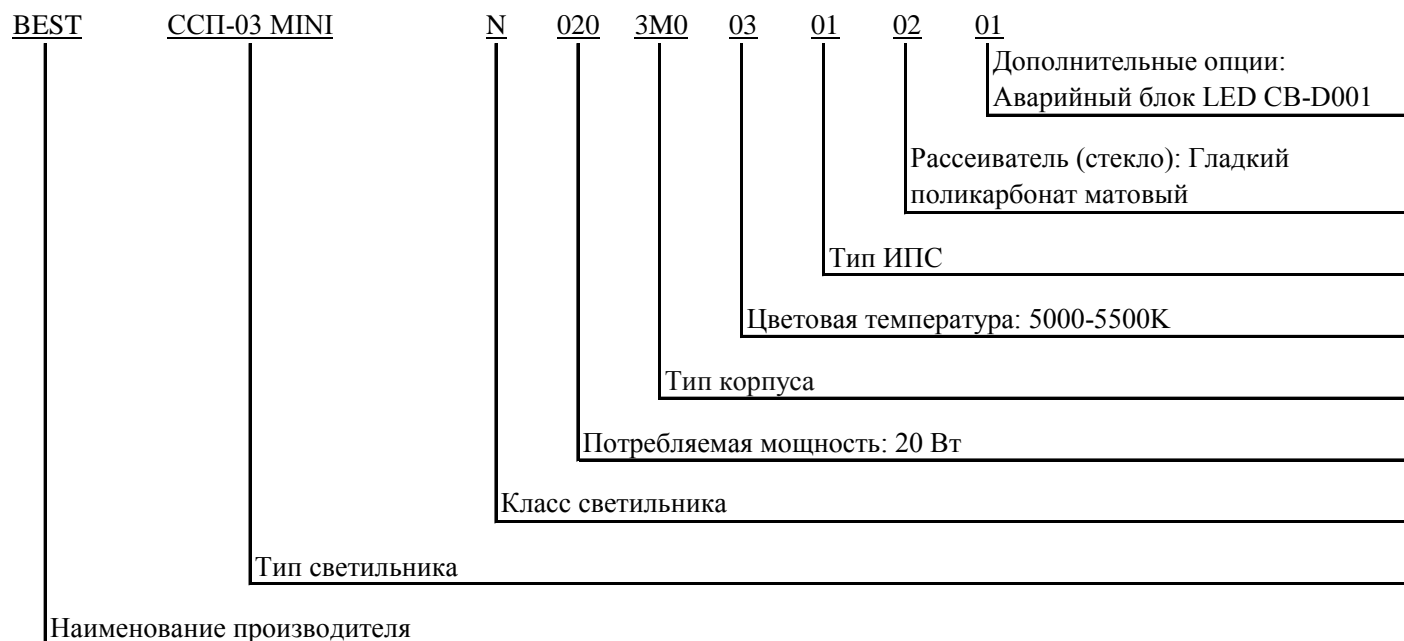 BEST ССП-03 MINI N 020 3М0 03 01 02 01
Дополнительные опции:
Аварийный блок LED CB-D001
Рассеиватель (стекло): Гладкий
поликарбонат матовый
Тип ИПС
Цветовая температура: 5000-5500K
Тип корпуса
Потребляемая мощность: 20 Вт
Класс светильника
Тип светильника
Наименование производителя